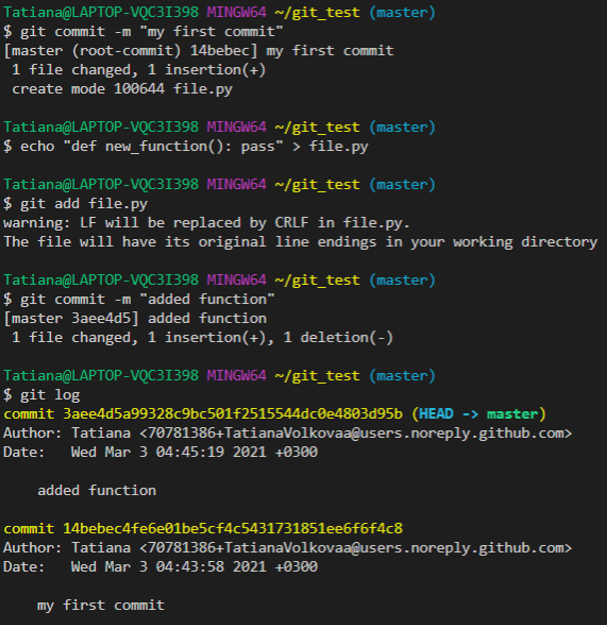 Tatiana@LAPTOP-VQC3I398 MINGW64 ~/git_test (master)
$ git commit -m "my first commit"
[master (root-commit) 14bebec] my first commit
 1 file changed, 1 insertion(+)
 create mode 100644 file.py

Tatiana@LAPTOP-VQC3I398 MINGW64 ~/git_test (master)
$ echo "def new_function(): pass" > file.py

Tatiana@LAPTOP-VQC3I398 MINGW64 ~/git_test (master)
$ git add file.py
warning: LF will be replaced by CRLF in file.py.
The file will have its original line endings in your working directory

Tatiana@LAPTOP-VQC3I398 MINGW64 ~/git_test (master)
$ git commit -m "added function"
[master 3aee4d5] added function
 1 file changed, 1 insertion(+), 1 deletion(-)

Tatiana@LAPTOP-VQC3I398 MINGW64 ~/git_test (master)
$ git log
commit 3aee4d5a99328c9bc501f2515544dc0e4803d95b (HEAD -> master)
Author: Tatiana <70781386+TatianaVolkovaa@users.noreply.github.com>
Date:   Wed Mar 3 04:45:19 2021 +0300

    added function

commit 14bebec4fe6e01be5cf4c5431731851ee6f6f4c8
Author: Tatiana <70781386+TatianaVolkovaa@users.noreply.github.com>
Date:   Wed Mar 3 04:43:58 2021 +0300

    my first commit